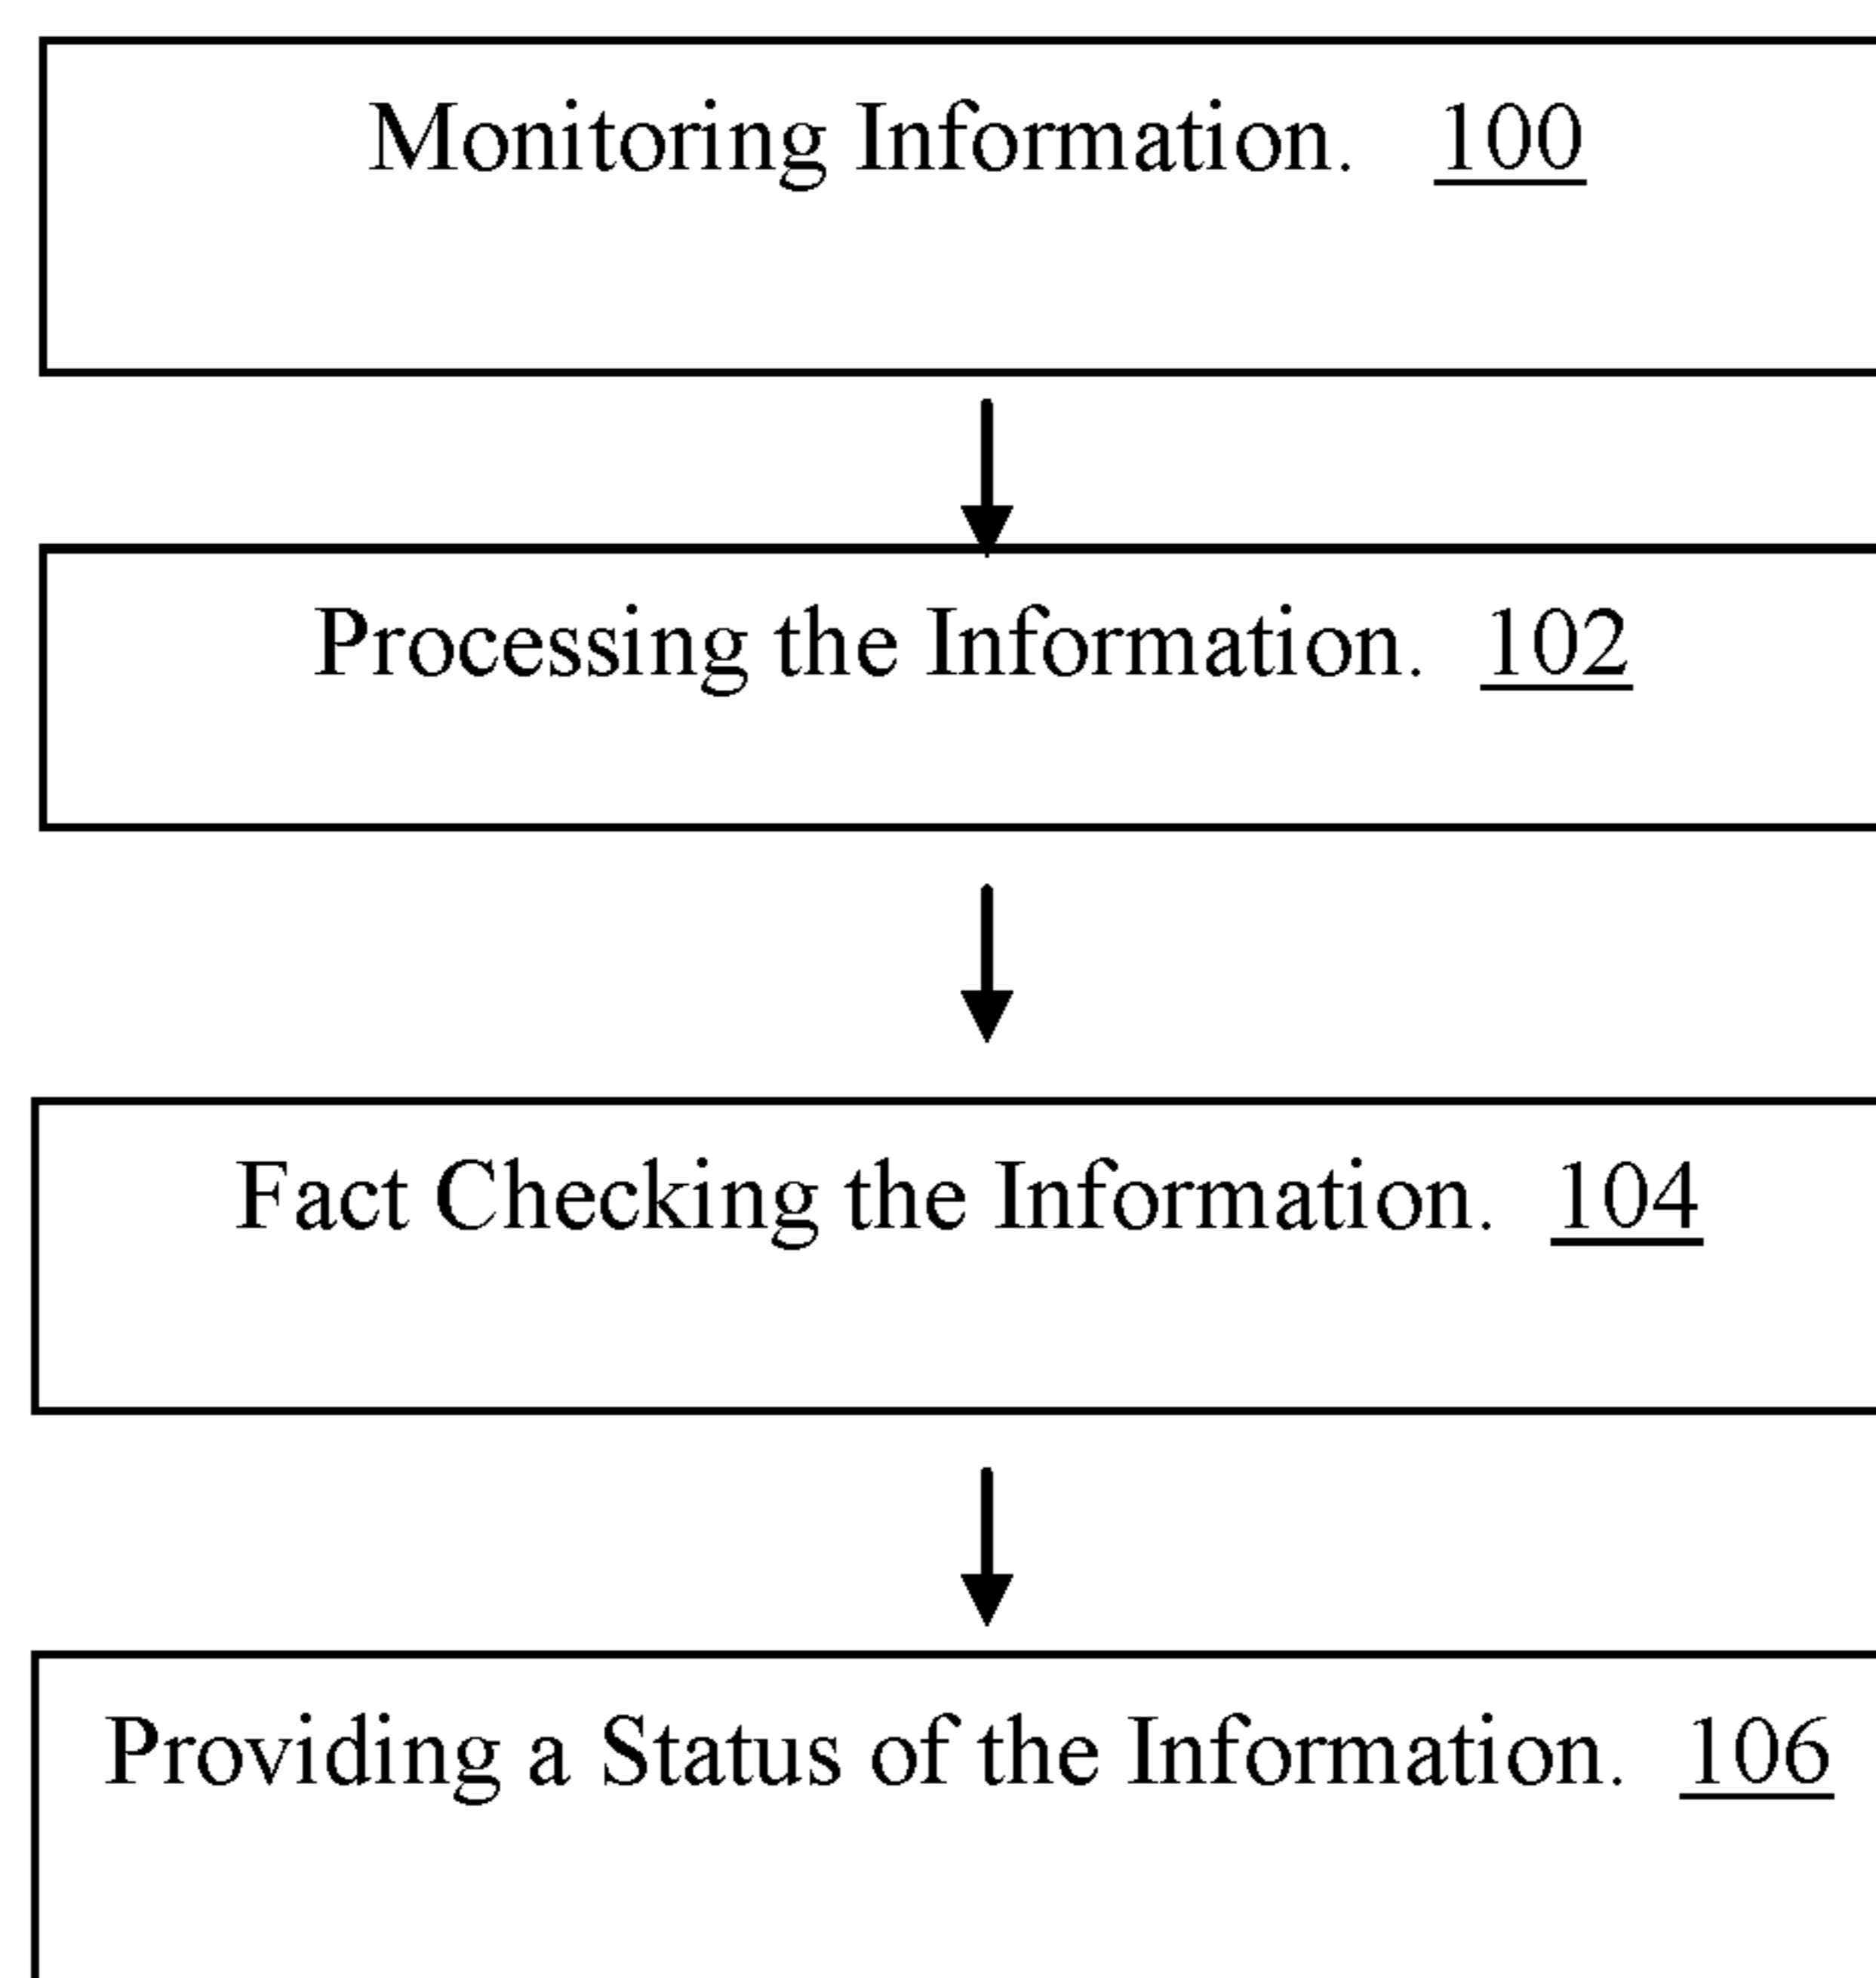 Monitoring Information. 100
Processing the Information. 102
Fact Checking the Information. 104
Providing a Status of the Information. 106